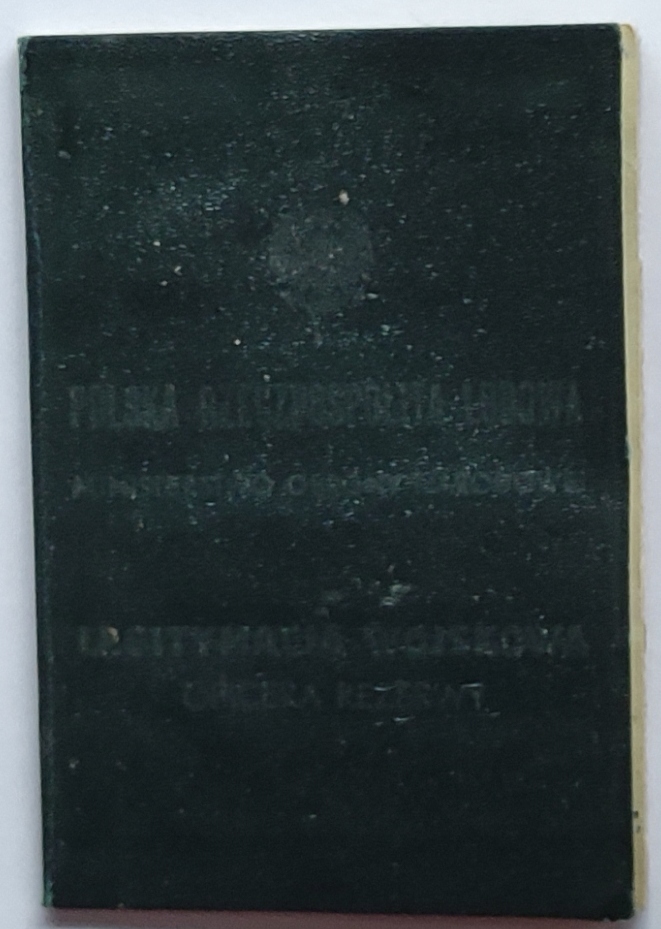 POLSKA RZECZPOSPOLITA LUDOWA
MINISTERSTWO OBRONY NARODOWEJ
LEGITYMACJA WOJSKOWA
OFICERA REZERWY